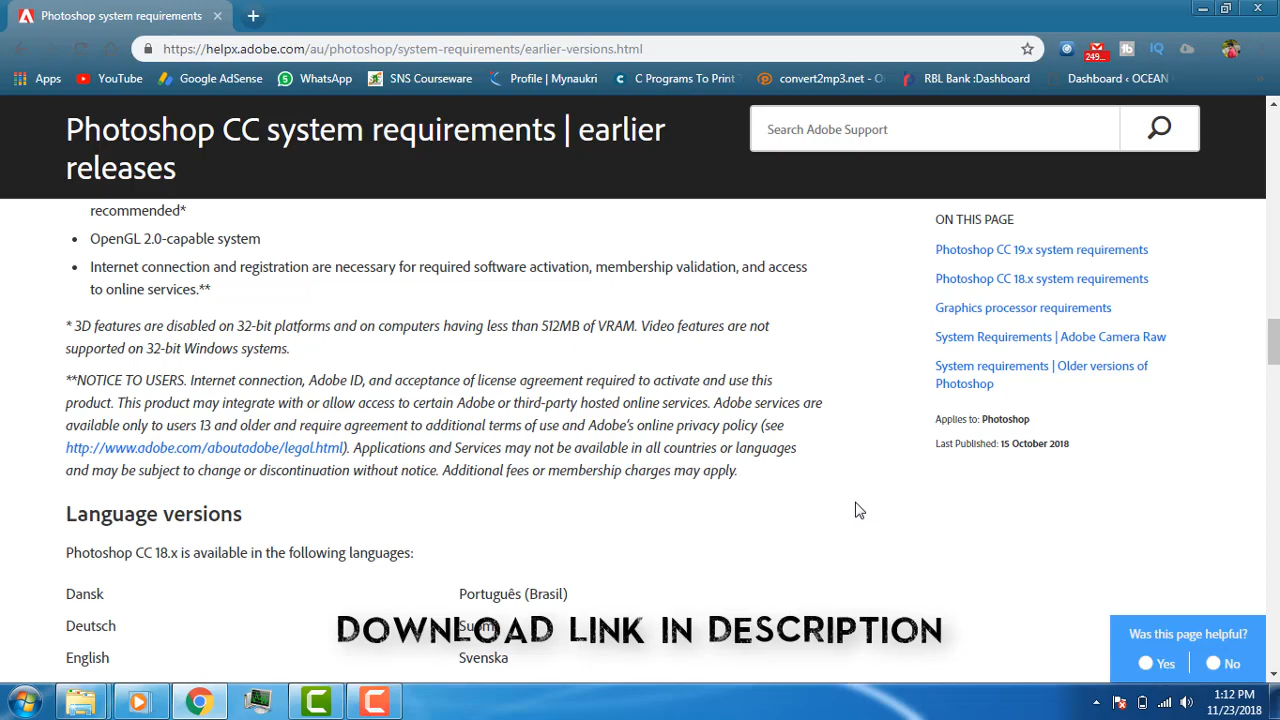 Photoshop system requirements
https://helpx.adobe.com/au/photoshop/system-requirements/earlier-versions.html
249...
Apps
YouTube
Google AdSense
WhatsApp
SNS Courseware
Profile | Mynaukri
C Programs To Print
convert2mp3.net - O
RBL Bank :Dashboard
Dashboard ‹ OCEAN
Photoshop CC system requirements | earlier
releases
Search Adobe Support
recommended*
OpenGL 2.0-capable system
Internet connection and registration are necessary for required software activation, membership validation, and access
to online services.**
* 3D features are disabled on 32-bit platforms and on computers having less than 512MB of VRAM. Video features are not
supported on 32-bit Windows systems.
**NOTICE TO USERS. Internet connection, Adobe ID, and acceptance of license agreement required to activate and use this
product. This product may integrate with or allow access to certain Adobe or third-party hosted online services. Adobe services are
available only to users 13 and older and require agreement to additional terms of use and Adobe's online privacy policy (see
http://www.adobe.com/aboutadobe/legal.html). Applications and Services may not be available in all countries or languages
and may be subject to change or discontinuation without notice. Additional fees or membership charges may apply.
Language versions
Photoshop CC 18.x is available in the following languages:
Dansk
Português (Brasil)
Deutsch
Suomi
English
Svenska
ON THIS PAGE
Photoshop CC 19.x system requirements
Photoshop CC 18.x system requirements
Graphics processor requirements
System Requirements | Adobe Camera Raw
System requirements | Older versions of
Photoshop
Applies to: Photoshop
Last Published: 15 October 2018
DOWNLOAD LINK IN DESCRIPTION
Was this page helpful?
Yes
No
1:12 PM
11/23/2018